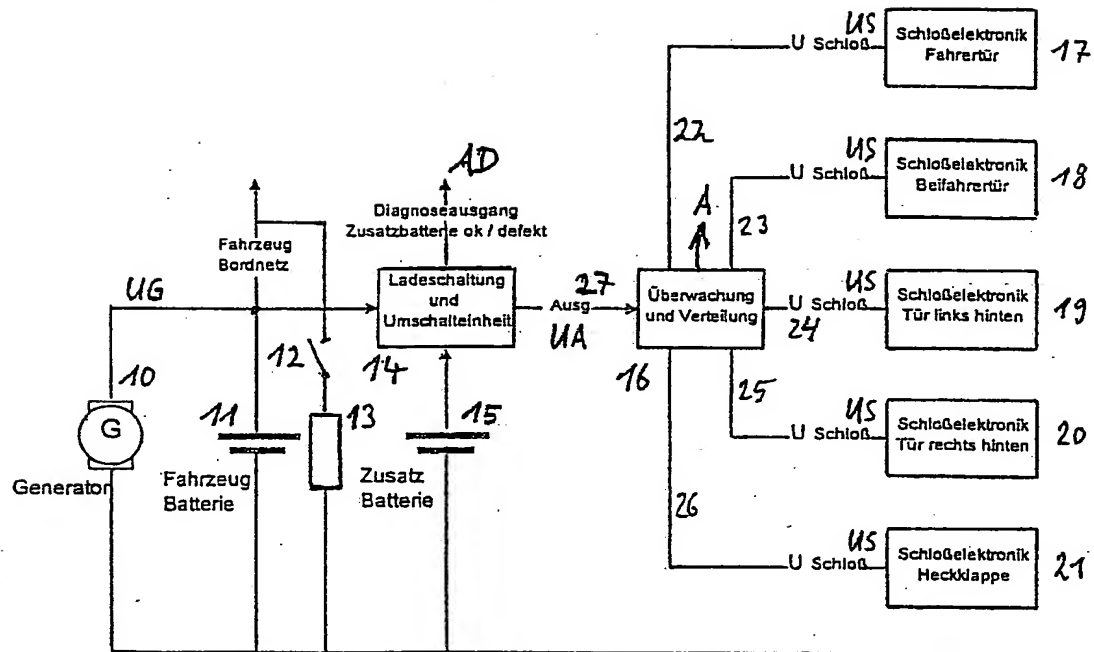 US
U Schloß
Schloßelektronik
Fahrertür
17
22
US
U Schloß
Schloßelektronik
Beifahrertür
18
23
AD
Diagnoseausgang
Zusatzbatterie ok / defekt
A
Fahrzeug
Bordnetz
UG
Ladeschaltung
und
Umschalteinheit
14
27
Ausg
UA
Überwachung
und Verteilung
16
US
U Schloß
24
Schloßelektronik
Tür links hinten
19
10
G
Generator
11
Fahrzeug
Batterie
12
13
15
Zusatz
Batterie
25
US
U Schloß
Schloßelektronik
Tür rechts hinten
20
26
US
U Schloß
Schloßelektronik
Heckklappe
21